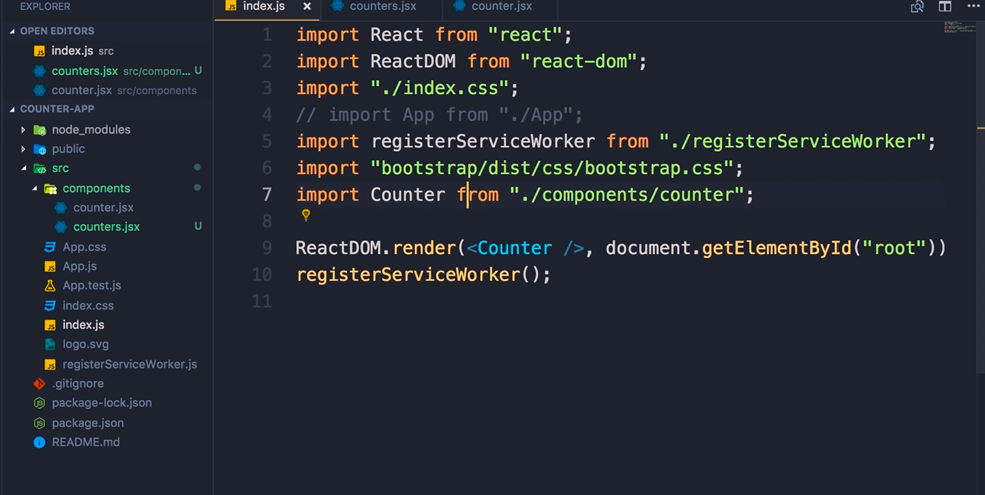 EXPLORER
OPEN EDITORS
index.js src
counters.jsx src/compon... U
counter.jsx src/components
COUNTER-APP
node_modules
public
src
components
counter.jsx
counters.jsx U
App.css
App.js
App.test.js
index.css
index.js
logo.svg
registerServiceWorker.js
.gitignore
package-lock.json
package.json
README.md
index.js × counters.jsx counter.jsx
1 import React from "react";
2 import ReactDOM from "react-dom";
3 import "./index.css";
4 // import App from "./App";
5 import registerServiceWorker from "./registerServiceWorker";
6 import "bootstrap/dist/css/bootstrap.css";
7 import Counter from "./components/counter";
8
9 ReactDOM.render(<Counter />, document.getElementById("root"))
10 registerServiceWorker();
11